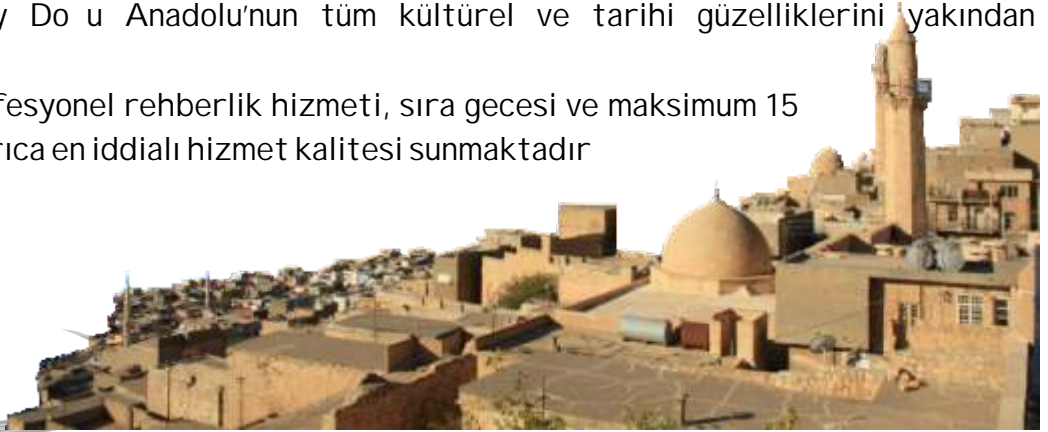 y Do u Anadolu'nun tüm kültürel ve tarihi güzelliklerini yakından
fesyonel rehberlik hizmeti, sıra gecesi ve maksimum 15
rıca en iddialı hizmet kalitesi sunmaktadır